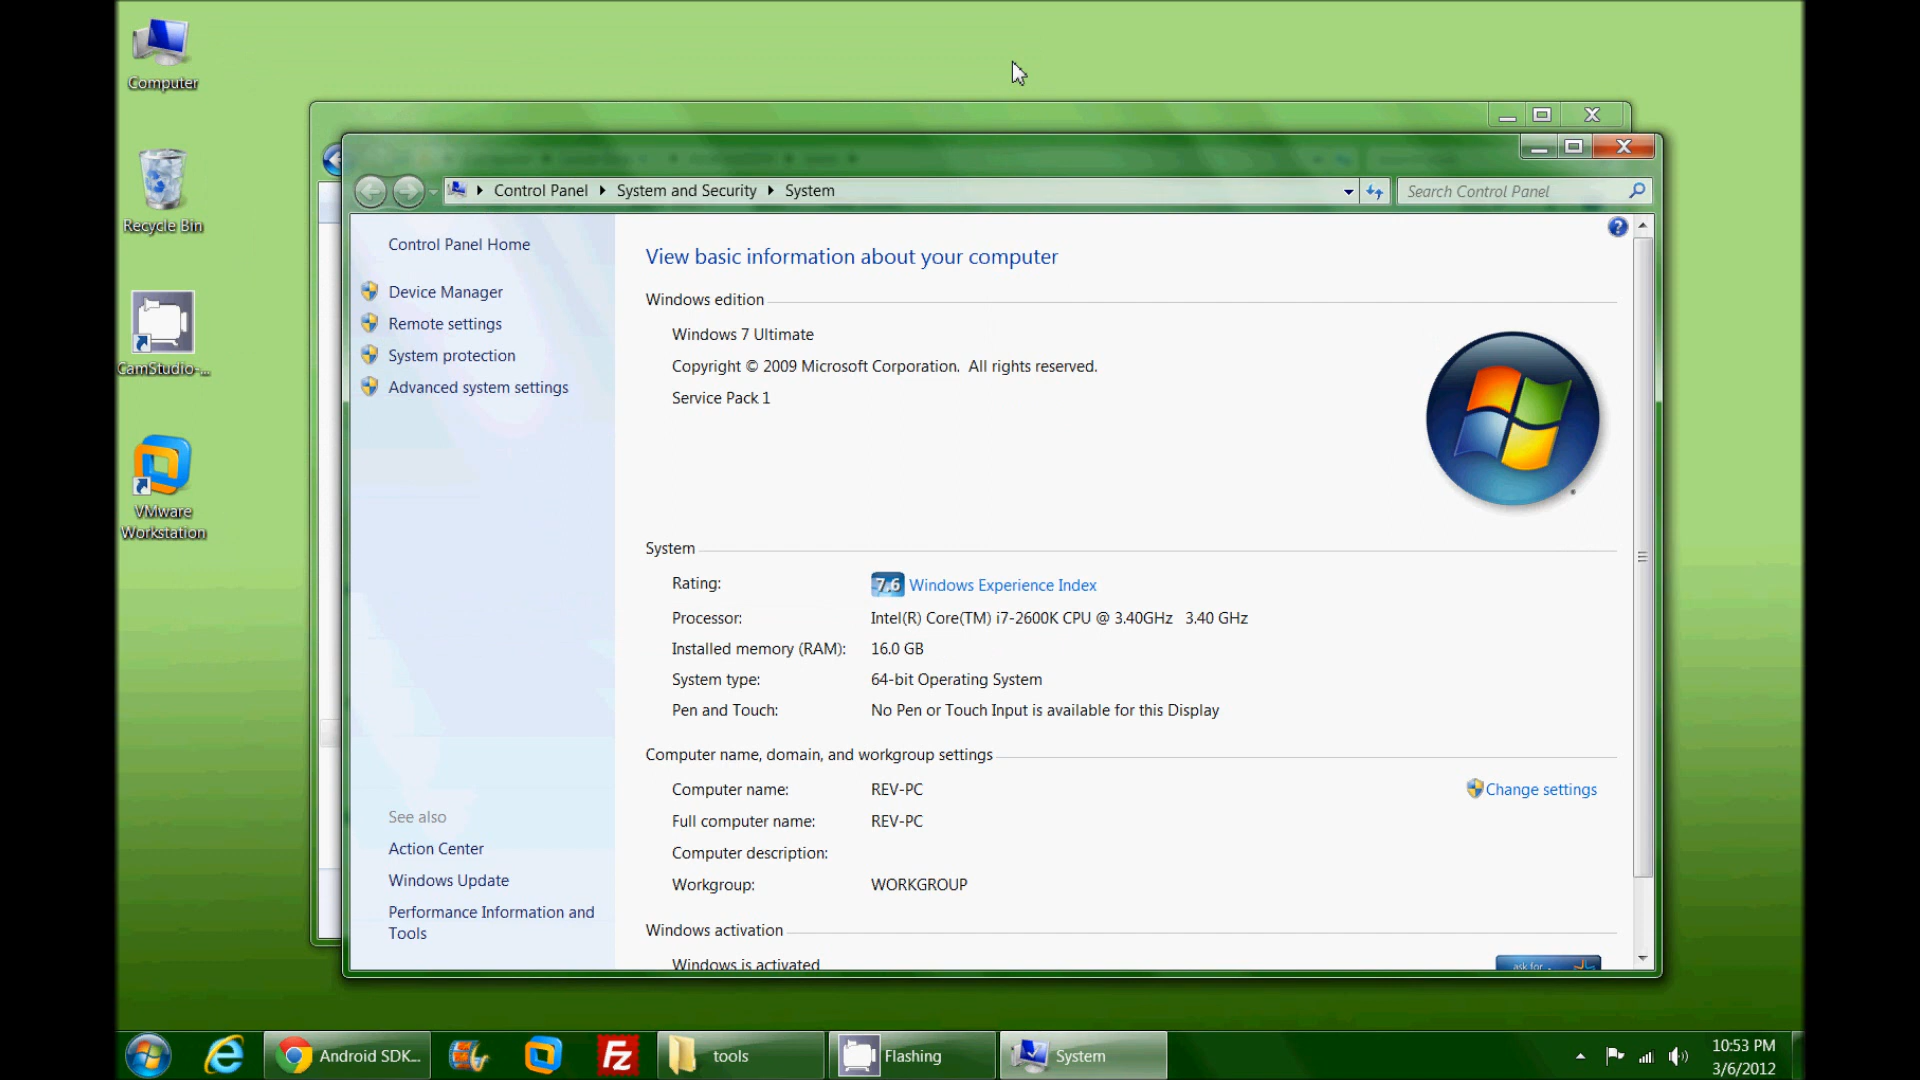 Computer
Recycle Bin
CamStudio-...
VMware
Workstation
Control Panel ▸ System and Security ▸ System
Search Control Panel
Control Panel Home
Device Manager
Remote settings
System protection
Advanced system settings
See also
Action Center
Windows Update
Performance Information and
Tools
View basic information about your computer
Windows edition
Windows 7 Ultimate
Copyright © 2009 Microsoft Corporation. All rights reserved.
Service Pack 1
System
Rating: 7.6 Windows Experience Index
Processor: Intel(R) Core(TM) i7-2600K CPU @ 3.40GHz 3.40 GHz
Installed memory (RAM): 16.0 GB
System type: 64-bit Operating System
Pen and Touch: No Pen or Touch Input is available for this Display
Computer name, domain, and workgroup settings
Computer name: REV-PC
Change settings
Full computer name: REV-PC
Computer description:
Workgroup: WORKGROUP
Windows activation
Windows is activated
ask for
Android SDK...
FZ
tools
Flashing
System
10:53 PM
3/6/2012